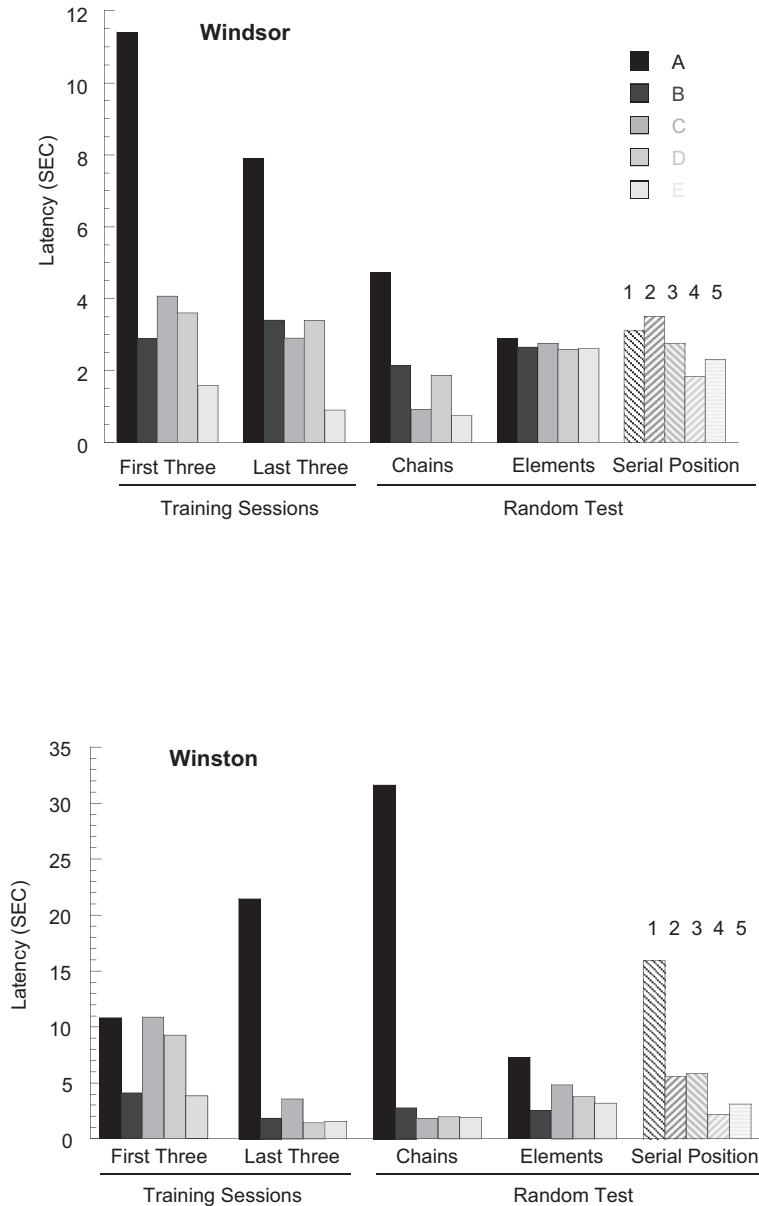 Windsor
12
10
8
6
4
2
0
Latency (SEC)
A
B
C
D
E
1 2 3 4 5
First Three Last Three Chains Elements Serial Position
Training Sessions Random Test
Winston
35
30
25
20
15
10
5
0
Latency (SEC)
1 2 3 4 5
First Three Last Three Chains Elements Serial Position
Training Sessions Random Test